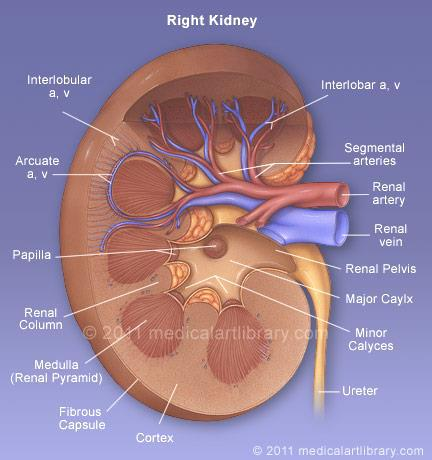 Right Kidney
Interlobular
a, v
Interlobar a, v
Arcuate
a, v
Segmental
arteries
Renal
artery
Renal
vein
Papilla
Renal Pelvis
Renal
Column
Major Caylx
© 2011 medicalartlibrary.com
Minor
Calyces
Medulla
(Renal Pyramid)
Ureter
Fibrous
Capsule
Cortex
© 2011 medicalartlibrary.com